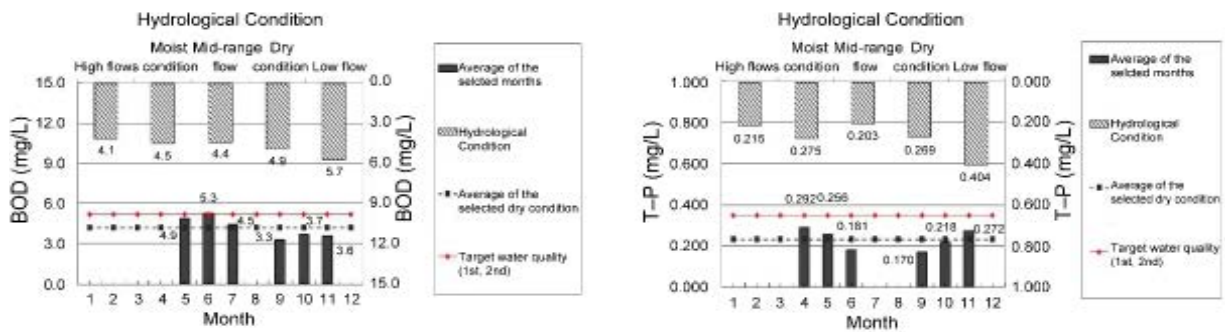 Hydrological Condition
Moist Mid-range Dry
High flows condition flow condition Low flow
15.0
12.0
9.0
6.0
3.0
0.0
BOD (mg/L)
0.0
3.0
6.0
9.0
11.0
15.0
BOD (mg/L)
4.1
4.5
4.4
4.9
5.7
4.9
5.3
4.5
3.3
3.7
3.6
1 2 3 4 5 6 7 8 9 10 11 12
Month
Average of the
selcted months
Hydrological
Condition
Average of the
selected dry condition
Target water quality
(1st, 2nd)
Hydrological Condition
Moist Mid-range Dry
High flows condition flow condition Low flow
1.000
0.800
0.600
0.400
0.200
0.000
T–P (mg/L)
0.000
0.200
0.400
0.600
0.800
1.000
T–P (mg/L)
0.215
0.275
0.203
0.269
0.404
0.292
0.256
0.181
0.170
0.218
0.272
1 2 3 4 5 6 7 8 9 10 11 12
Month
Average of the
selcted months
Hydrological
Condition
Average of the
selected dry condition
Target water quality
(1st, 2nd)